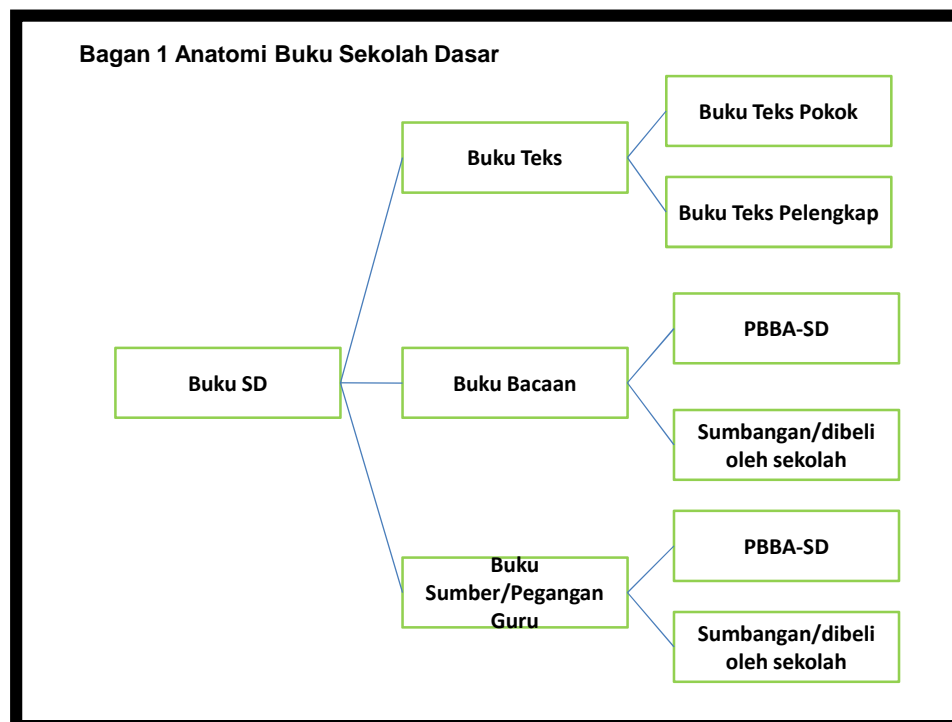 Bagan 1 Anatomi Buku Sekolah Dasar
Buku SD
Buku Teks
Buku Teks Pokok
Buku Teks Pelengkap
Buku Bacaan
PBBA-SD
Sumbangan/dibeli
oleh sekolah
Buku
Sumber/Pegangan
Guru
PBBA-SD
Sumbangan/dibeli
oleh sekolah